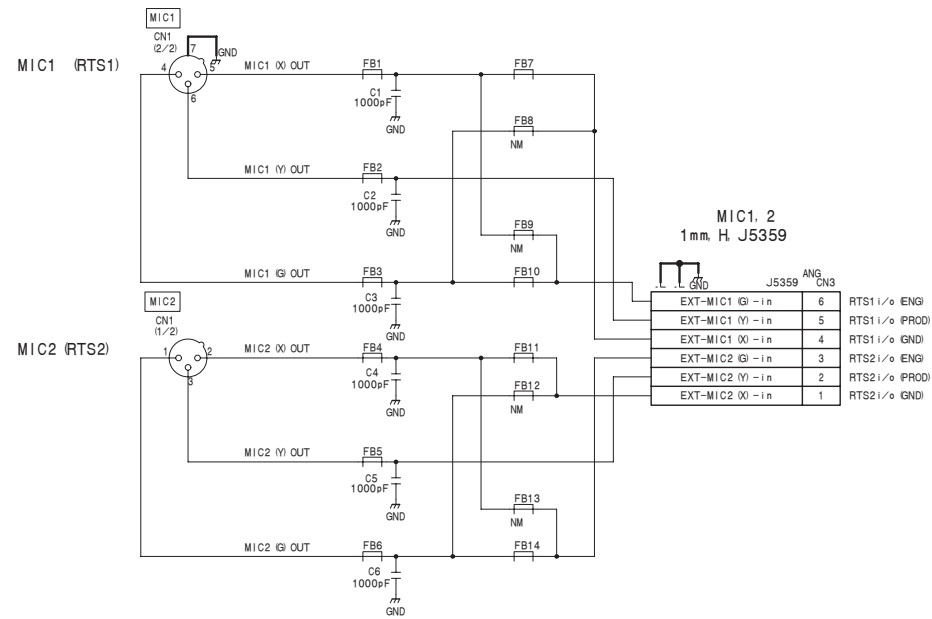 MIC1
CN1
(2/2)
7
GND
MIC1 (RTS1)
4
5
6
MIC1 (X) OUT
FB1
FB7
C1
1000pF
GND
FB8
NM
MIC1 (Y) OUT
FB2
C2
1000pF
GND
FB9
NM
MIC1 (G) OUT
FB3
FB10
C3
1000pF
GND
MIC1, 2
1mm, H, J5359
GND
J5359
ANG
CN3
EXT-MIC1 (G) -in 6 RTS1 i/o (ENG)
EXT-MIC1 (Y) -in 5 RTS1 i/o (PROD)
EXT-MIC1 (X) -in 4 RTS1 i/o (GND)
EXT-MIC2 (G) -in 3 RTS2 i/o (ENG)
EXT-MIC2 (Y) -in 2 RTS2 i/o (PROD)
EXT-MIC2 (X) -in 1 RTS2 i/o (GND)
MIC2
CN1
(1/2)
MIC2 (RTS2)
1
2
3
MIC2 (X) OUT
FB4
FB11
C4
1000pF
GND
FB12
NM
MIC2 (Y) OUT
FB5
C5
1000pF
GND
FB13
NM
MIC2 (G) OUT
FB6
FB14
C6
1000pF
GND